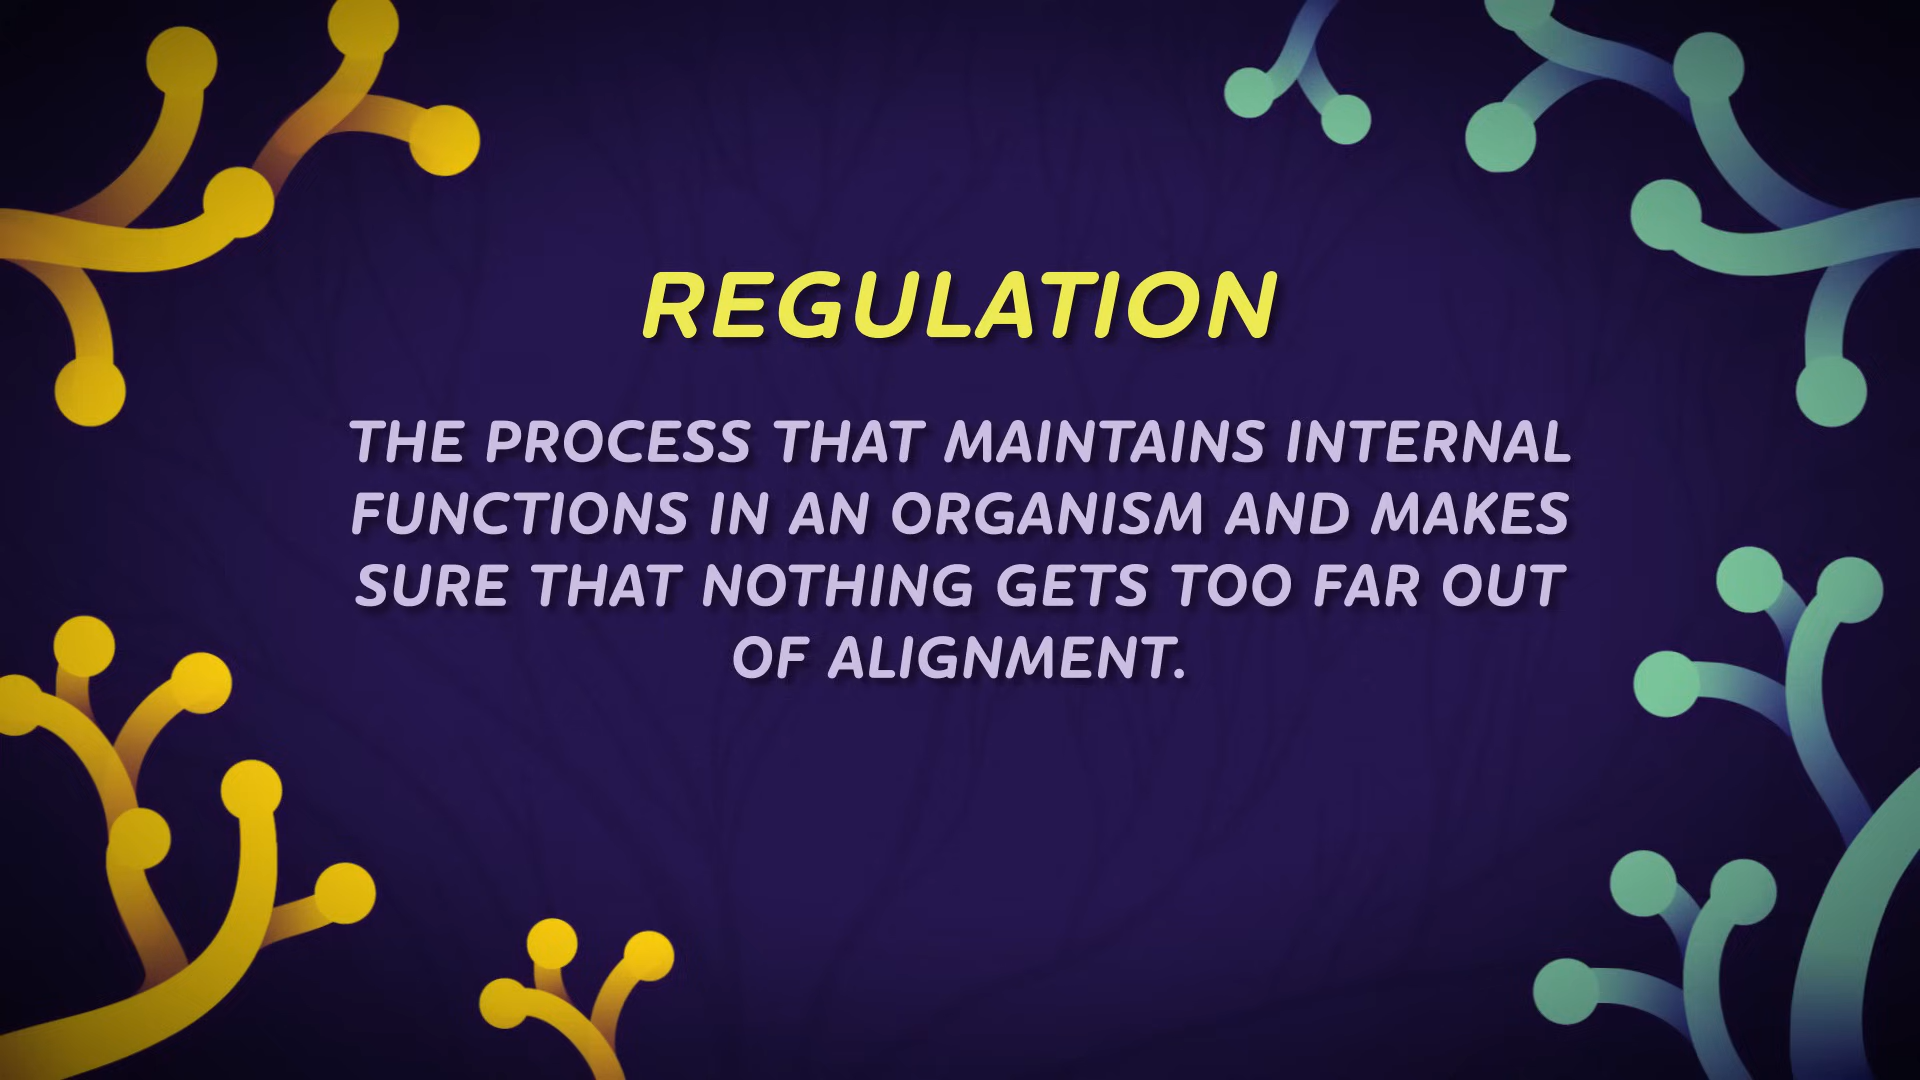 REGULATION
THE PROCESS THAT MAINTAINS INTERNAL
FUNCTIONS IN AN ORGANISM AND MAKES
SURE THAT NOTHING GETS TOO FAR OUT
OF ALIGNMENT.